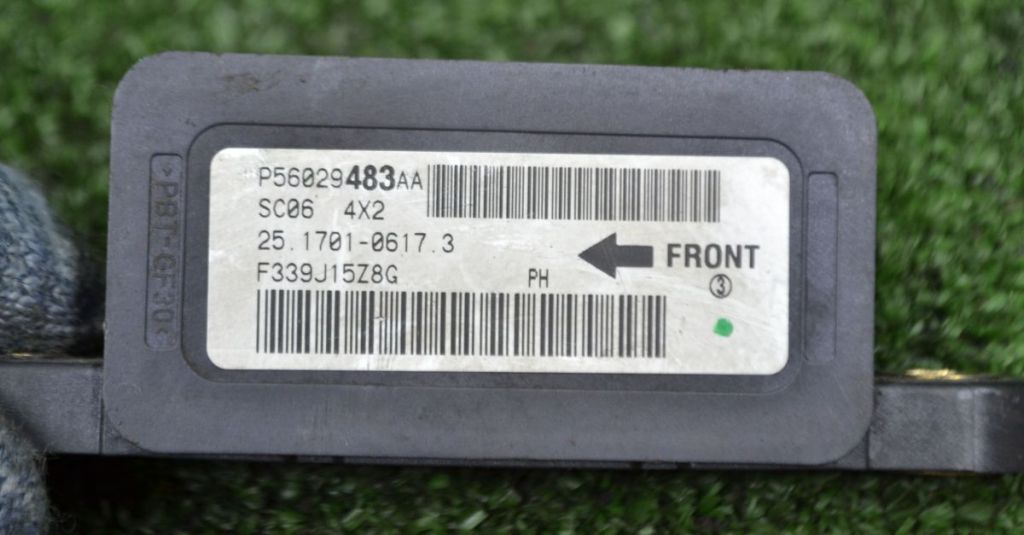 P56029483AA
SC06 4X2
25.1701-0617.3
F339J15Z8G PH
FRONT
3
>PBT-GF30<